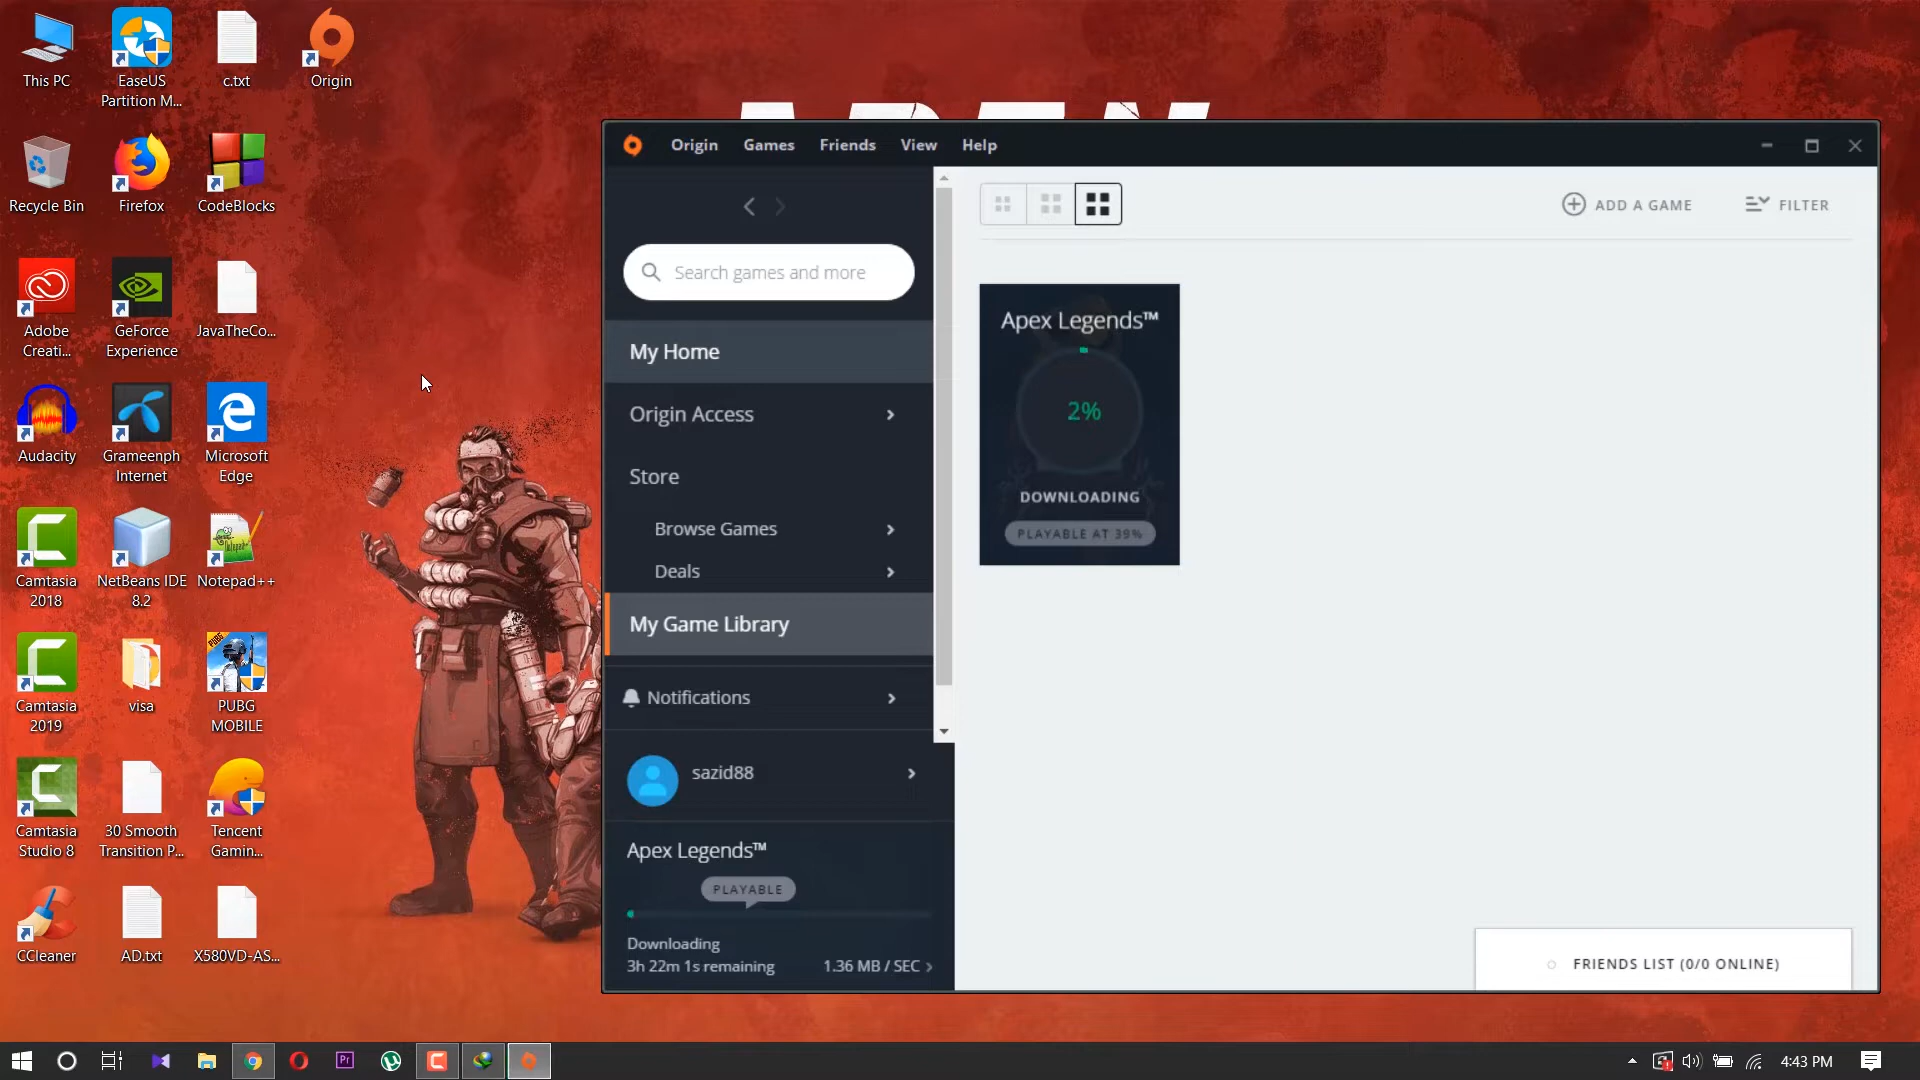 This PC
EaseUS
Partition M...
c.txt
Origin
Recycle Bin
Firefox
CodeBlocks
Adobe
Creati...
GeForce
Experience
JavaTheCo...
Audacity
Grameenph
Internet
Microsoft
Edge
Camtasia
2018
NetBeans IDE
8.2
Notepad++
Camtasia
2019
visa
PUBG
MOBILE
Camtasia
Studio 8
30 Smooth
Transition P...
Tencent
Gamin...
CCleaner
AD.txt
X580VD-AS...
Origin Games Friends View Help
Search games and more
My Home
Origin Access
Store
Browse Games
Deals
My Game Library
Notifications
sazid88
Apex Legends™
PLAYABLE
Downloading
3h 22m 1s remaining 1.36 MB / SEC
ADD A GAME FILTER
Apex Legends™
2%
DOWNLOADING
PLAYABLE AT 39%
FRIENDS LIST (0/0 ONLINE)
4:43 PM